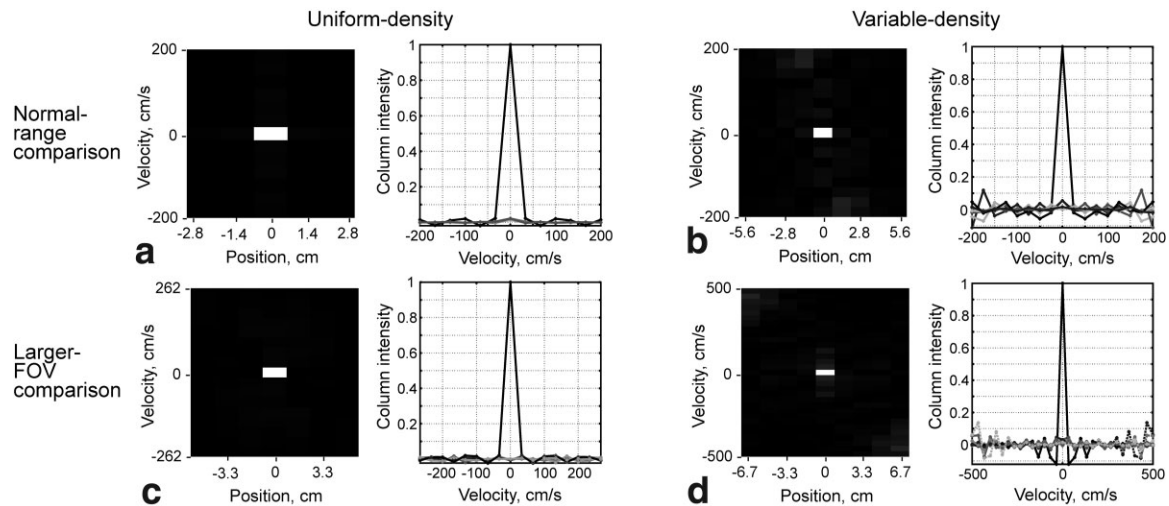 Uniform-density
Variable-density
Normal-
range
comparison
200
0
-200
Velocity, cm/s
-2.8 -1.4 0 1.4 2.8
Position, cm
a
1
0.8
0.6
0.4
0.2
0
Column intensity
-200 -100 0 100 200
Velocity, cm/s
200
0
-200
Velocity, cm/s
-5.6 -2.8 0 2.8 5.6
Position, cm
b
1
0.8
0.6
0.4
0.2
0
Column intensity
-200 -100 0 100 200
Velocity, cm/s
Larger-
FOV
comparison
262
0
-262
Velocity, cm/s
-3.3 0 3.3
Position, cm
c
1
0.8
0.6
0.4
0.2
0
Column intensity
-200 -100 0 100 200
Velocity, cm/s
500
0
-500
Velocity, cm/s
-6.7 -3.3 0 3.3 6.7
Position, cm
d
1
0.8
0.6
0.4
0.2
0
Column intensity
-500 0 500
Velocity, cm/s